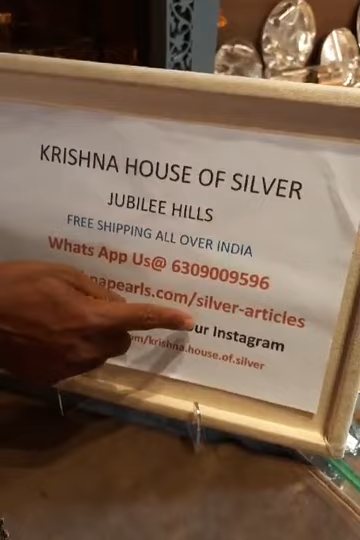 KRISHNA HOUSE OF SILVER
JUBILEE HILLS
FREE SHIPPING ALL OVER INDIA
Whats App Us@ 6309009596
napearls.com/silver-articles
ur Instagram
om/krishna.house.of.silver